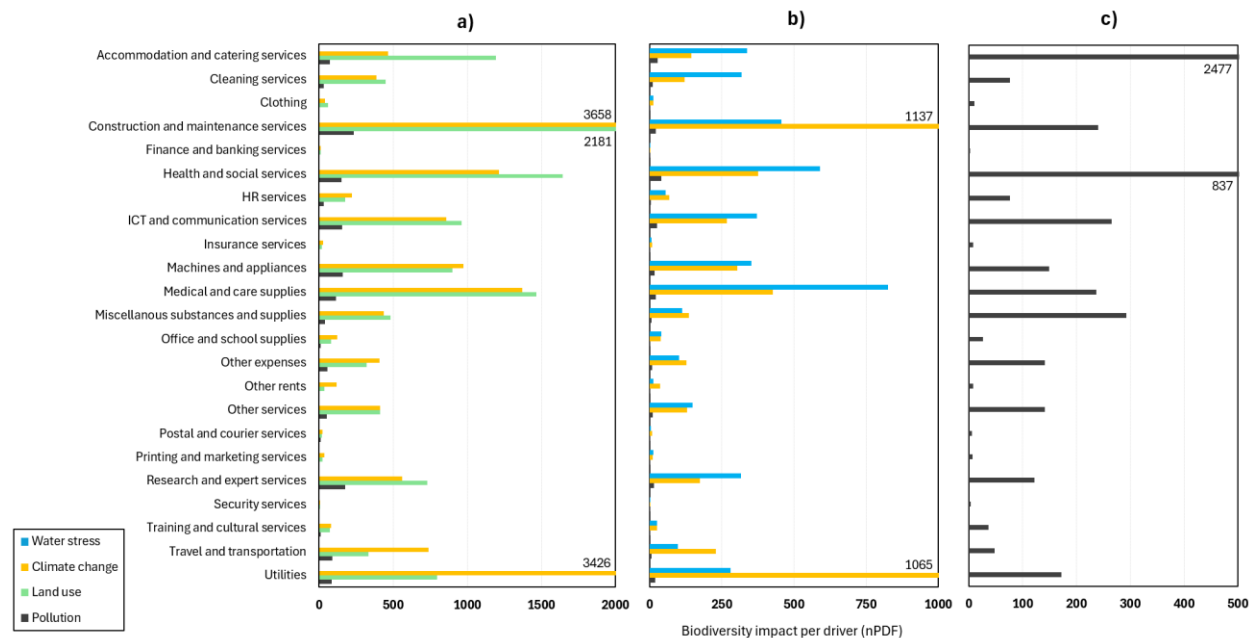 a)
b)
c)
Accommodation and catering services
2477
Cleaning services
Clothing
3658
1137
Construction and maintenance services
2181
Finance and banking services
Health and social services
837
HR services
ICT and communication services
Insurance services
Machines and appliances
Medical and care supplies
Miscellanous substances and supplies
Office and school supplies
Other expenses
Other rents
Other services
Postal and courier services
Printing and marketing services
Research and expert services
Security services
Training and cultural services
Travel and transportation
3426
1065
Utilities
Water stress
Climate change
Land use
Pollution
0 500 1000 1500 2000
0 250 500 750 1000
0 100 200 300 400 500
Biodiversity impact per driver (nPDF)